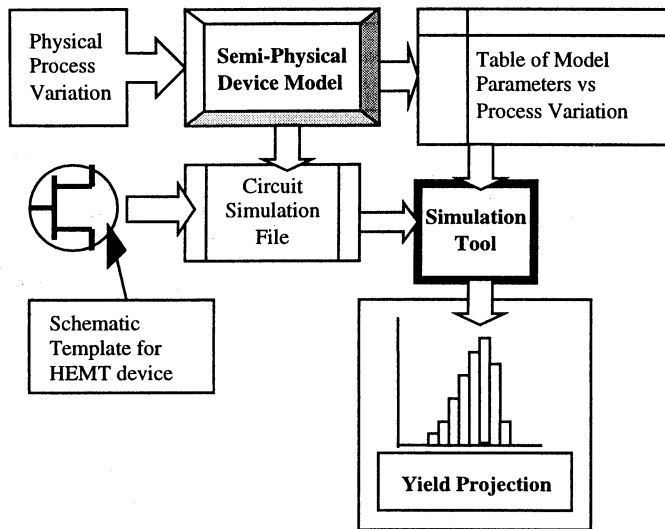 Physical
Process
Variation
Semi-Physical
Device Model
Table of Model
Parameters vs
Process Variation
Circuit
Simulation
File
Simulation
Tool
Schematic
Template for
HEMT device
Yield Projection